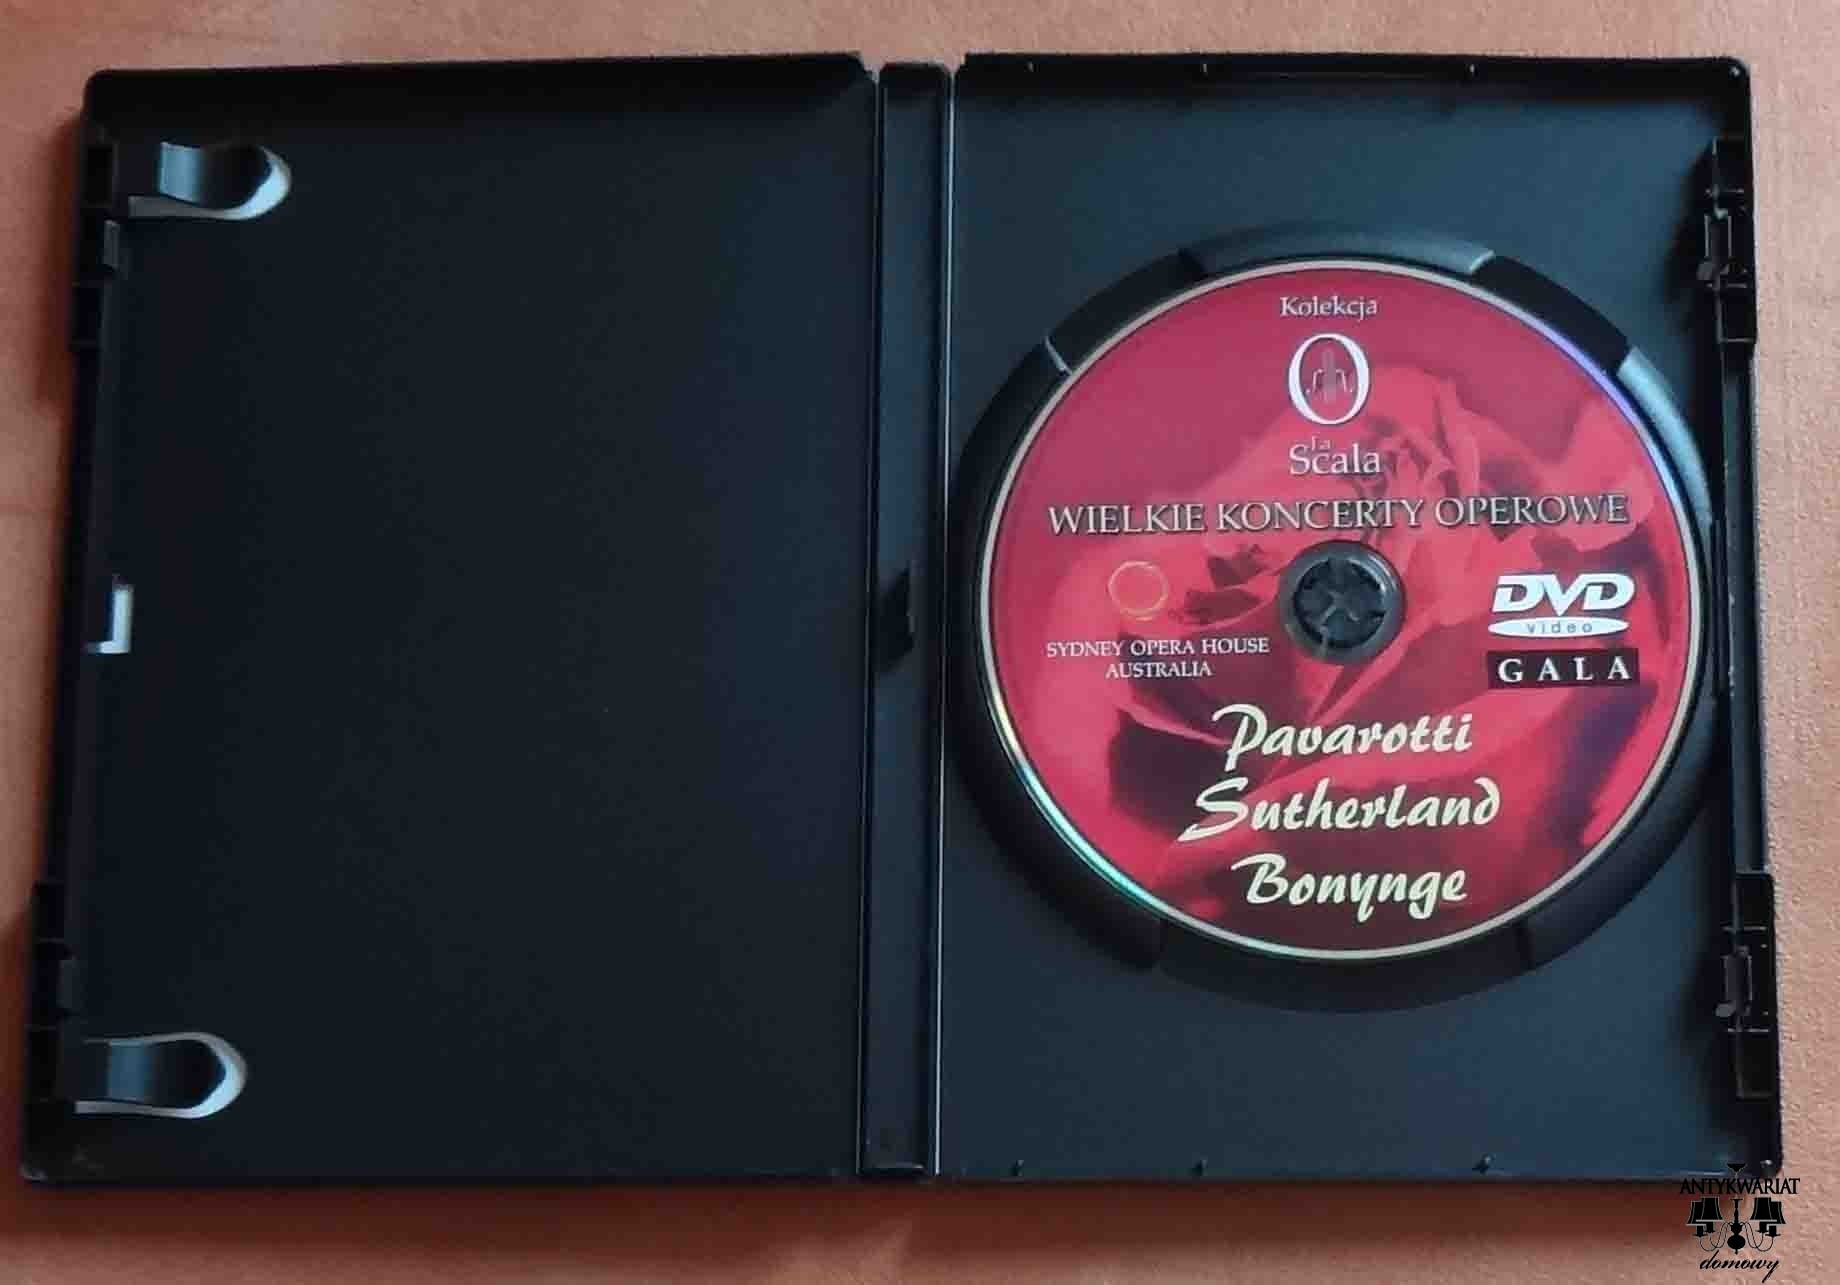 Kolekcja
La
Scala
WIELKIE KONCERTY OPEROWE
SYDNEY OPERA HOUSE
AUSTRALIA
DVD
video
GALA
Pavarotti
Sutherland
Bonynge
ANTYKWARIAT
domowy